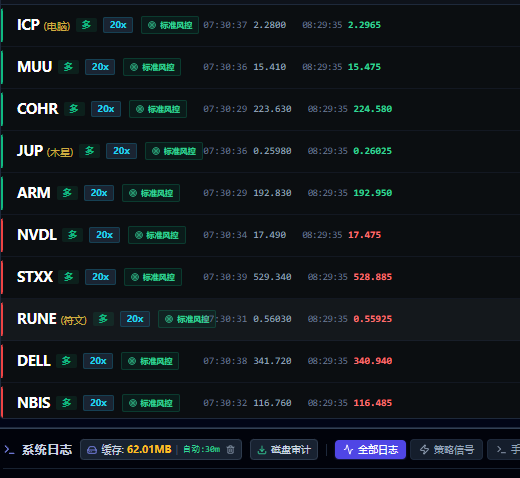 ICP (电脑) 多 20x 标准风控 07:30:37 2.2800 08:29:35 2.2965
MUU 多 20x 标准风控 07:30:36 15.410 08:29:35 15.475
COHR 多 20x 标准风控 07:30:29 223.630 08:29:35 224.580
JUP (木星) 多 20x 标准风控 07:30:36 0.25980 08:29:35 0.26025
ARM 多 20x 标准风控 07:30:29 192.830 08:29:35 192.950
NVDL 多 20x 标准风控 07:30:34 17.490 08:29:35 17.475
STXX 多 20x 标准风控 07:30:39 529.340 08:29:35 528.885
RUNE (符文) 多 20x 标准风控 7:30:31 0.56030 08:29:35 0.55925
DELL 多 20x 标准风控 07:30:38 341.720 08:29:35 340.940
NBIS 多 20x 标准风控 07:30:32 116.760 08:29:35 116.485
系统日志 缓存: 62.01MB 自动:30m 磁盘审计 全部日志 策略信号 手